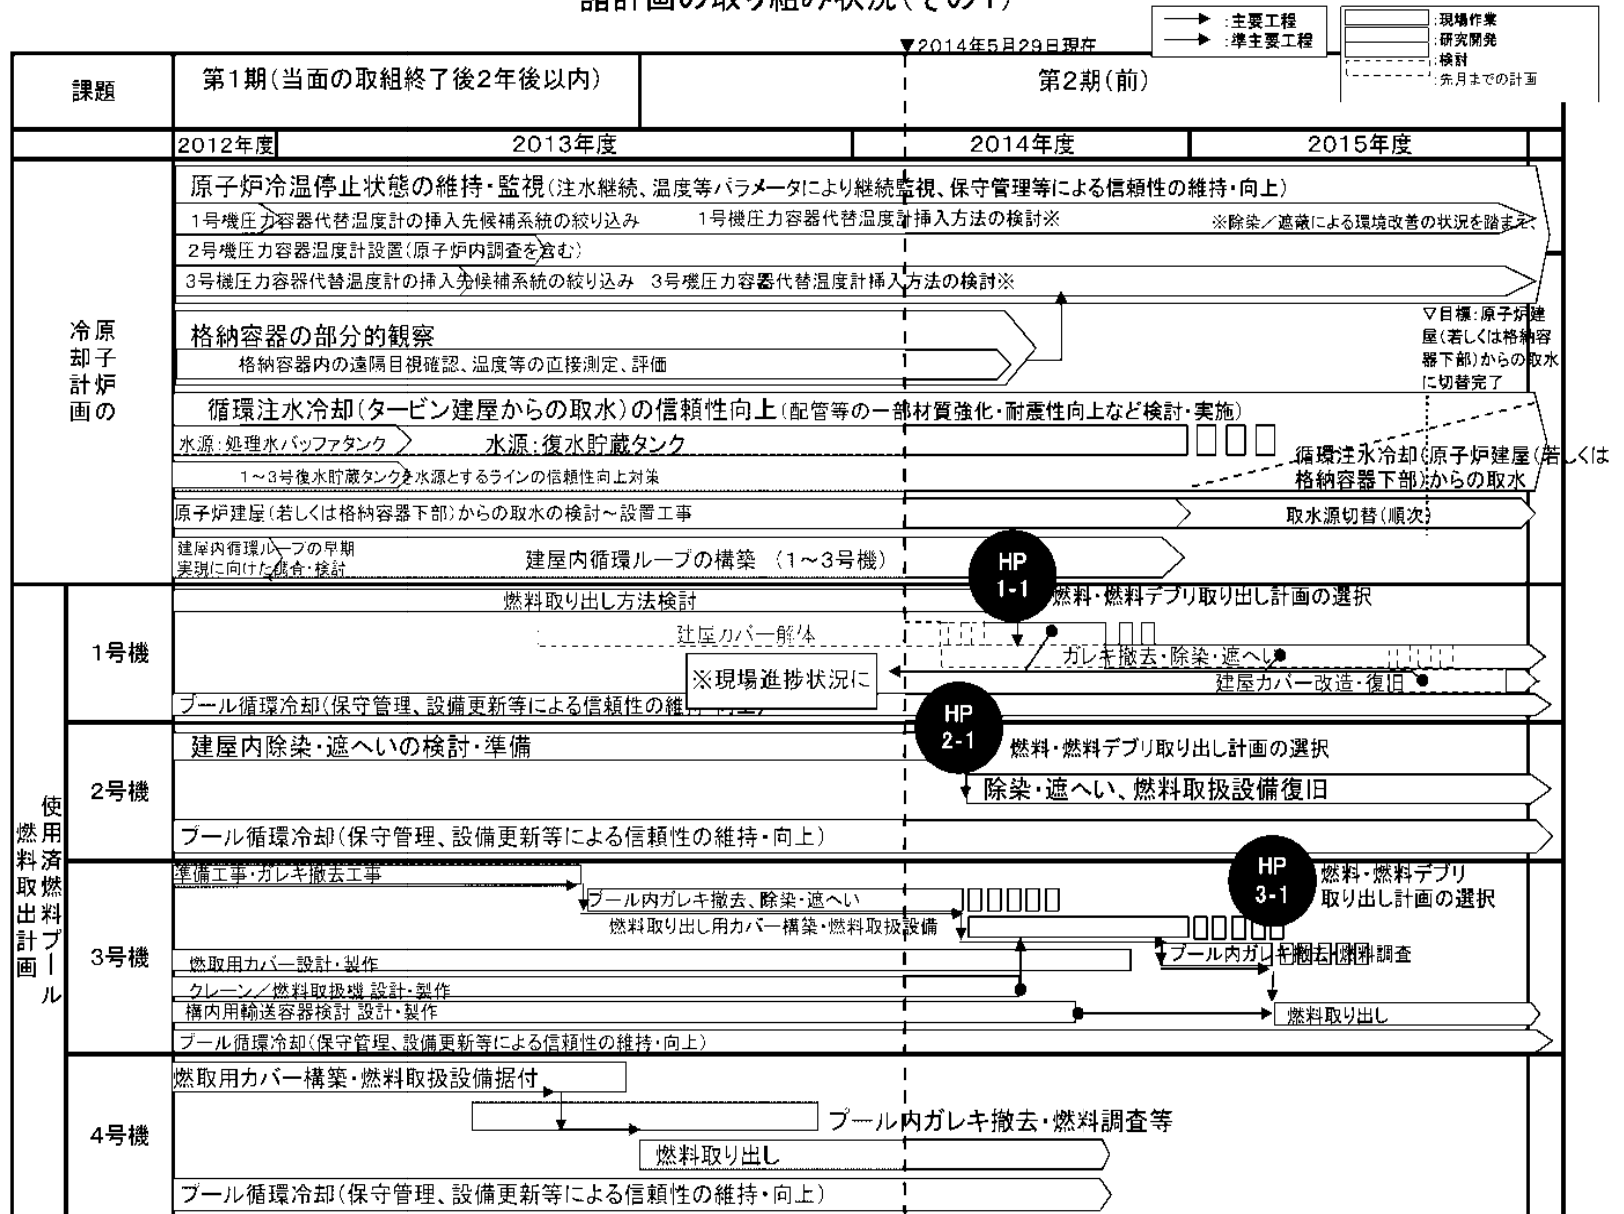 諸計画の取り組み状況(その1)
▼2014年5月29日現在
:主要工程
:準主要工程
:現場作業
:研究開発
:検討
:先月までの計画
課題
第1期(当面の取組終了後2年後以内)
第2期(前)
2012年度
2013年度
2014年度
2015年度
原子炉の冷却計画
原子炉冷温停止状態の維持・監視(注水継続、温度等パラメータにより継続監視、保守管理等による信頼性の維持・向上)
1号機圧力容器代替温度計の挿入先候補系統の絞り込み
1号機圧力容器代替温度計挿入方法の検討※
※除染/遮蔽による環境改善の状況を踏まえ、
2号機圧力容器温度計設置(原子炉内調査を含む)
3号機圧力容器代替温度計の挿入先候補系統の絞り込み
3号機圧力容器代替温度計挿入方法の検討※
格納容器の部分的観察
格納容器内の遠隔目視確認、温度等の直接測定、評価
▽目標:原子炉建
屋(若しくは格納容
器下部)からの取水
に切替完了
循環注水冷却(タービン建屋からの取水)の信頼性向上(配管等の一部材質強化・耐震性向上など検討・実施)
水源:処理水バッファタンク
水源:復水貯蔵タンク
循環注水冷却(原子炉建屋(若しくは
格納容器下部)からの取水
1~3号復水貯蔵タンクを水源とするラインの信頼性向上対策
原子炉建屋(若しくは格納容器下部)からの取水の検討~設置工事
取水源切替(順次)
建屋内循環ループの早期
実現に向けた検討
建屋内循環ループの構築 (1~3号機)
使用済燃料プール
燃料取出計画
1号機
燃料取り出し方法検討
HP
1-1
燃料・燃料デブリ取り出し計画の選択
建屋カバー解体
ガレキ撤去・除染・遮へい
※現場進捗状況に
建屋カバー改造・復旧
プール循環冷却(保守管理、設備更新等による信頼性の維持・向上)
2号機
建屋内除染・遮へいの検討・準備
HP
2-1
燃料・燃料デブリ取り出し計画の選択
除染・遮へい、燃料取扱設備復旧
プール循環冷却(保守管理、設備更新等による信頼性の維持・向上)
3号機
準備工事・ガレキ撤去工事
HP
3-1
燃料・燃料デブリ
取り出し計画の選択
プール内ガレキ撤去、除染・遮へい
燃料取り出し用カバー構築・燃料取扱設備
プール内ガレキ撤去・燃料調査
燃取用カバー設計・製作
クレーン/燃料取扱機 設計・製作
構内用輸送容器検討 設計・製作
燃料取り出し
プール循環冷却(保守管理、設備更新等による信頼性の維持・向上)
4号機
燃取用カバー構築・燃料取扱設備据付
プール内ガレキ撤去・燃料調査等
燃料取り出し
プール循環冷却(保守管理、設備更新等による信頼性の維持・向上)